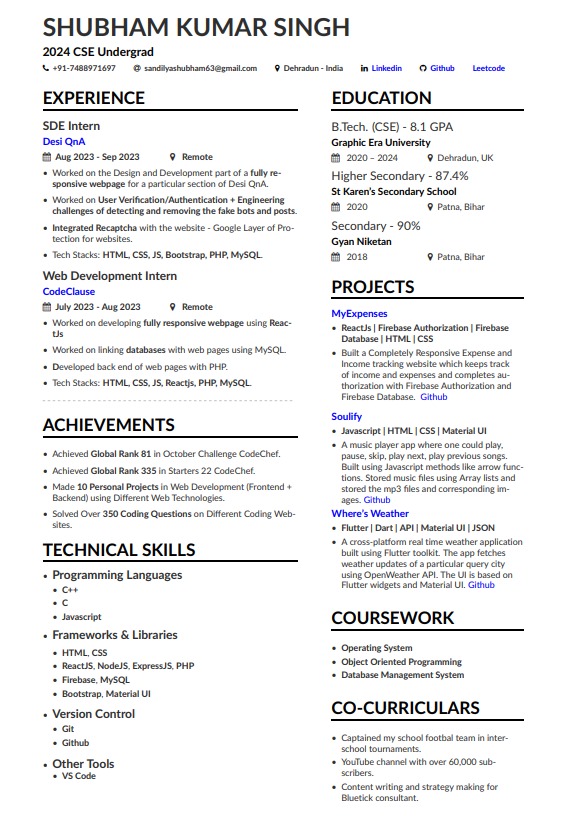 SHUBHAM KUMAR SINGH
2024 CSE Undergrad
+91-7488971697 sandilyashubham63@gmail.com Dehradun - India Linkedin Github Leetcode
EXPERIENCE
SDE Intern
Desi QnA
Aug 2023 - Sep 2023 Remote
• Worked on the Design and Development part of a fully re-
sponsive webpage for a particular section of Desi QnA.
• Worked on User Verification/Authentication + Engineering
challenges of detecting and removing the fake bots and posts.
• Integrated Recaptcha with the website - Google Layer of Pro-
tection for websites.
• Tech Stacks: HTML, CSS, JS, Bootstrap, PHP, MySQL.
Web Development Intern
CodeClause
July 2023 - Aug 2023 Remote
• Worked on developing fully responsive webpage using Reac-
tJs
• Worked on linking databases with web pages using MySQL.
• Developed back end of web pages with PHP.
• Tech Stacks: HTML, CSS, JS, Reactjs, PHP, MySQL.
ACHIEVEMENTS
• Achieved Global Rank 81 in October Challenge CodeChef.
• Achieved Global Rank 335 in Starters 22 CodeChef.
• Made 10 Personal Projects in Web Development (Frontend +
Backend) using Different Web Technologies.
• Solved Over 350 Coding Questions on Different Coding Web-
sites.
TECHNICAL SKILLS
• Programming Languages
• C++
• C
• Javascript
• Frameworks & Libraries
• HTML, CSS
• ReactJS, NodeJS, ExpressJS, PHP
• Firebase, MySQL
• Bootstrap, Material UI
• Version Control
• Git
• Github
• Other Tools
• VS Code
EDUCATION
B.Tech. (CSE) - 8.1 GPA
Graphic Era University
2020 – 2024 Dehradun, UK
Higher Secondary - 87.4%
St Karen's Secondary School
2020 Patna, Bihar
Secondary - 90%
Gyan Niketan
2018 Patna, Bihar
PROJECTS
MyExpenses
• ReactJs | Firebase Authorization | Firebase
Database | HTML | CSS
• Built a Completely Responsive Expense and
Income tracking website which keeps track
of income and expenses and completes au-
thorization with Firebase Authorization and
Firebase Database. Github
Soulify
• Javascript | HTML | CSS | Material UI
• A music player app where one could play,
pause, skip, play next, play previous songs.
Built using Javascript methods like arrow func-
tions. Stored music files using Array lists and
stored the mp3 files and corresponding im-
ages. Github
Where's Weather
• Flutter | Dart | API | Material UI | JSON
• A cross-platform real time weather application
built using Flutter toolkit. The app fetches
weather updates of a particular query city
using OpenWeather API. The UI is based on
Flutter widgets and Material UI. Github
COURSEWORK
• Operating System
• Object Oriented Programming
• Database Management System
CO-CURRICULARS
• Captained my school footbal team in inter-
school tournaments.
• YouTube channel with over 60,000 sub-
scribers.
• Content writing and strategy making for
Bluetick consultant.